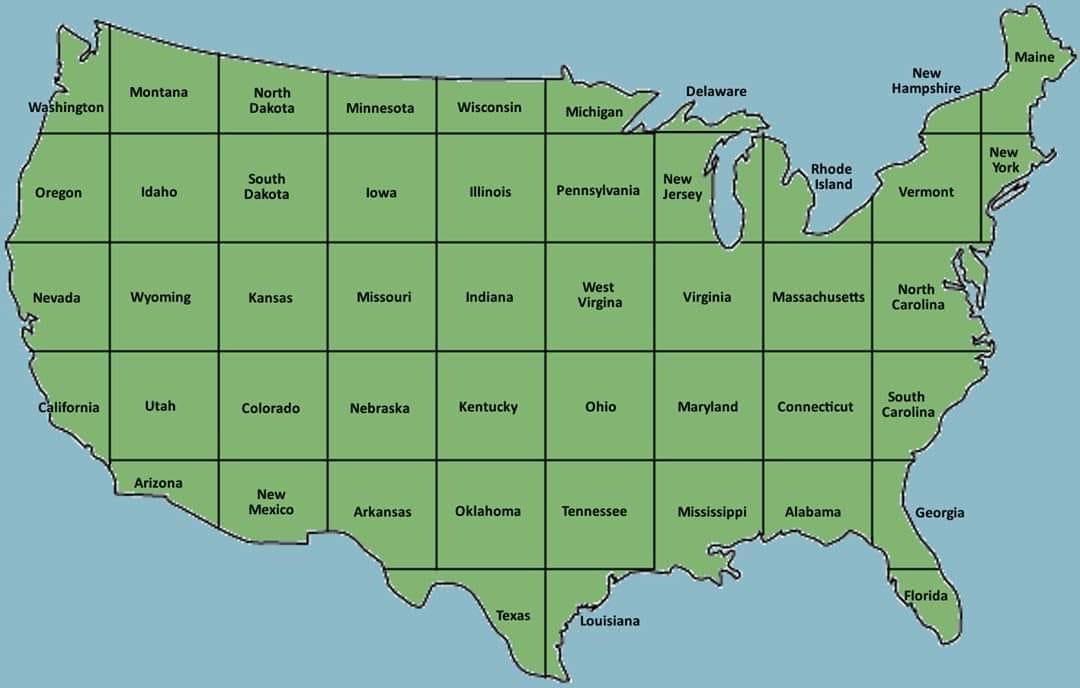 Maine
New
Hampshire
Delaware
Montana
North
Dakota
Washington
Minnesota
Wisconsin
Michigan
New
York
Oregon
Idaho
South
Dakota
Iowa
Illinois
Pennsylvania
New
Jersey
Rhode
Island
Vermont
Nevada
Wyoming
Kansas
Missouri
Indiana
West
Virgina
Virginia
Massachusetts
North
Carolina
California
Utah
Colorado
Nebraska
Kentucky
Ohio
Maryland
Connecticut
South
Carolina
Arizona
New
Mexico
Arkansas
Oklahoma
Tennessee
Mississippi
Alabama
Georgia
Texas
Louisiana
Florida